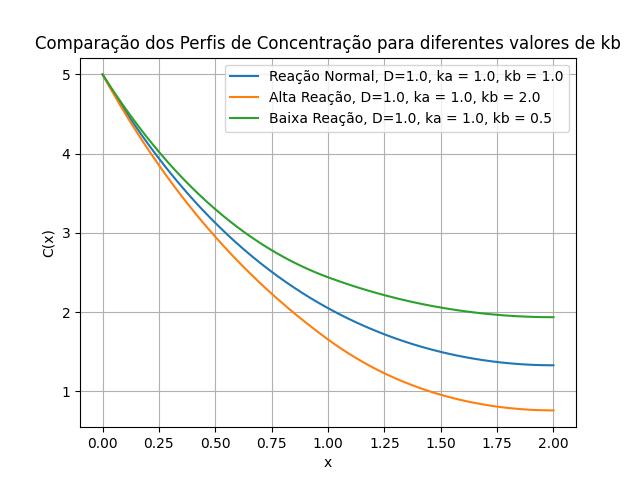 Comparação dos Perfis de Concentração para diferentes valores de kb
Reação Normal, D=1.0, ka = 1.0, kb = 1.0
Alta Reação, D=1.0, ka = 1.0, kb = 2.0
Baixa Reação, D=1.0, ka = 1.0, kb = 0.5
5
4
3
2
1
C(x)
0.00 0.25 0.50 0.75 1.00 1.25 1.50 1.75 2.00
x